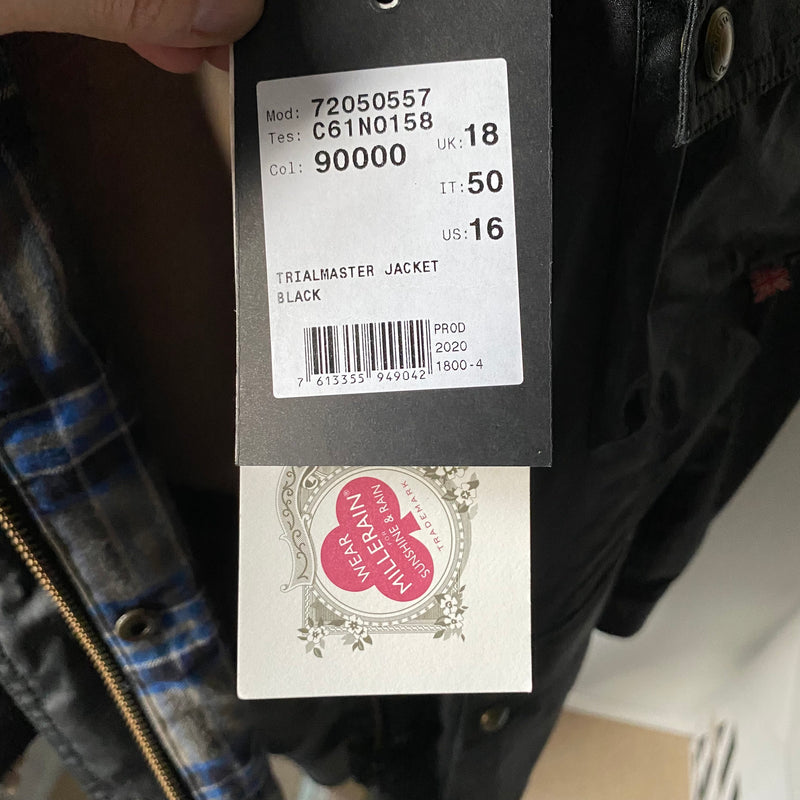 Mod: 72050557
Tes: C61N0158
Col: 90000
UK: 18
IT: 50
US: 16
TRIALMASTER JACKET
BLACK
PROD
2020
1800-4
7 613355 949042
WEAR
MILLERAIN®
FOR
SUNSHINE & RAIN
TRADEMARK